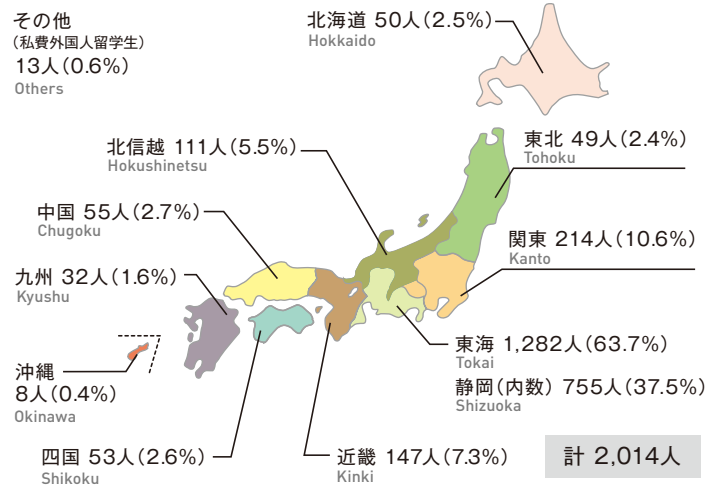 その他
(私費外国人留学生)
13人(0.6%)
Others
北海道 50人(2.5%)
Hokkaido
北信越 111人(5.5%)
Hokushinetsu
東北 49人(2.4%)
Tohoku
中国 55人(2.7%)
Chugoku
関東 214人(10.6%)
Kanto
九州 32人(1.6%)
Kyushu
東海 1,282人(63.7%)
Tokai
静岡(内数) 755人(37.5%)
Shizuoka
沖縄
8人(0.4%)
Okinawa
四国 53人(2.6%)
Shikoku
近畿 147人(7.3%)
Kinki
計 2,014人